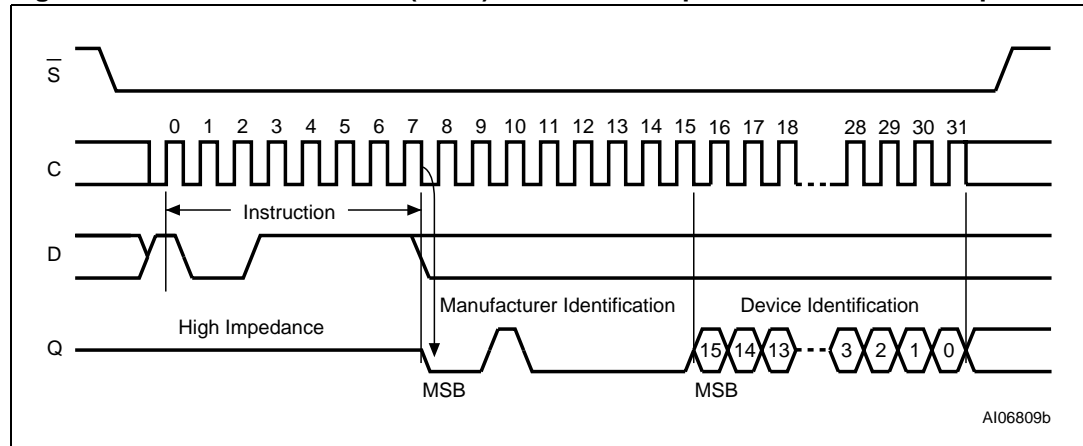 S
0 1 2 3 4 5 6 7 8 9 10 11 12 13 14 15 16 17 18 28 29 30 31
C
Instruction
D
Manufacturer Identification Device Identification
High Impedance
Q 15 14 13 3 2 1 0
MSB MSB
AI06809b